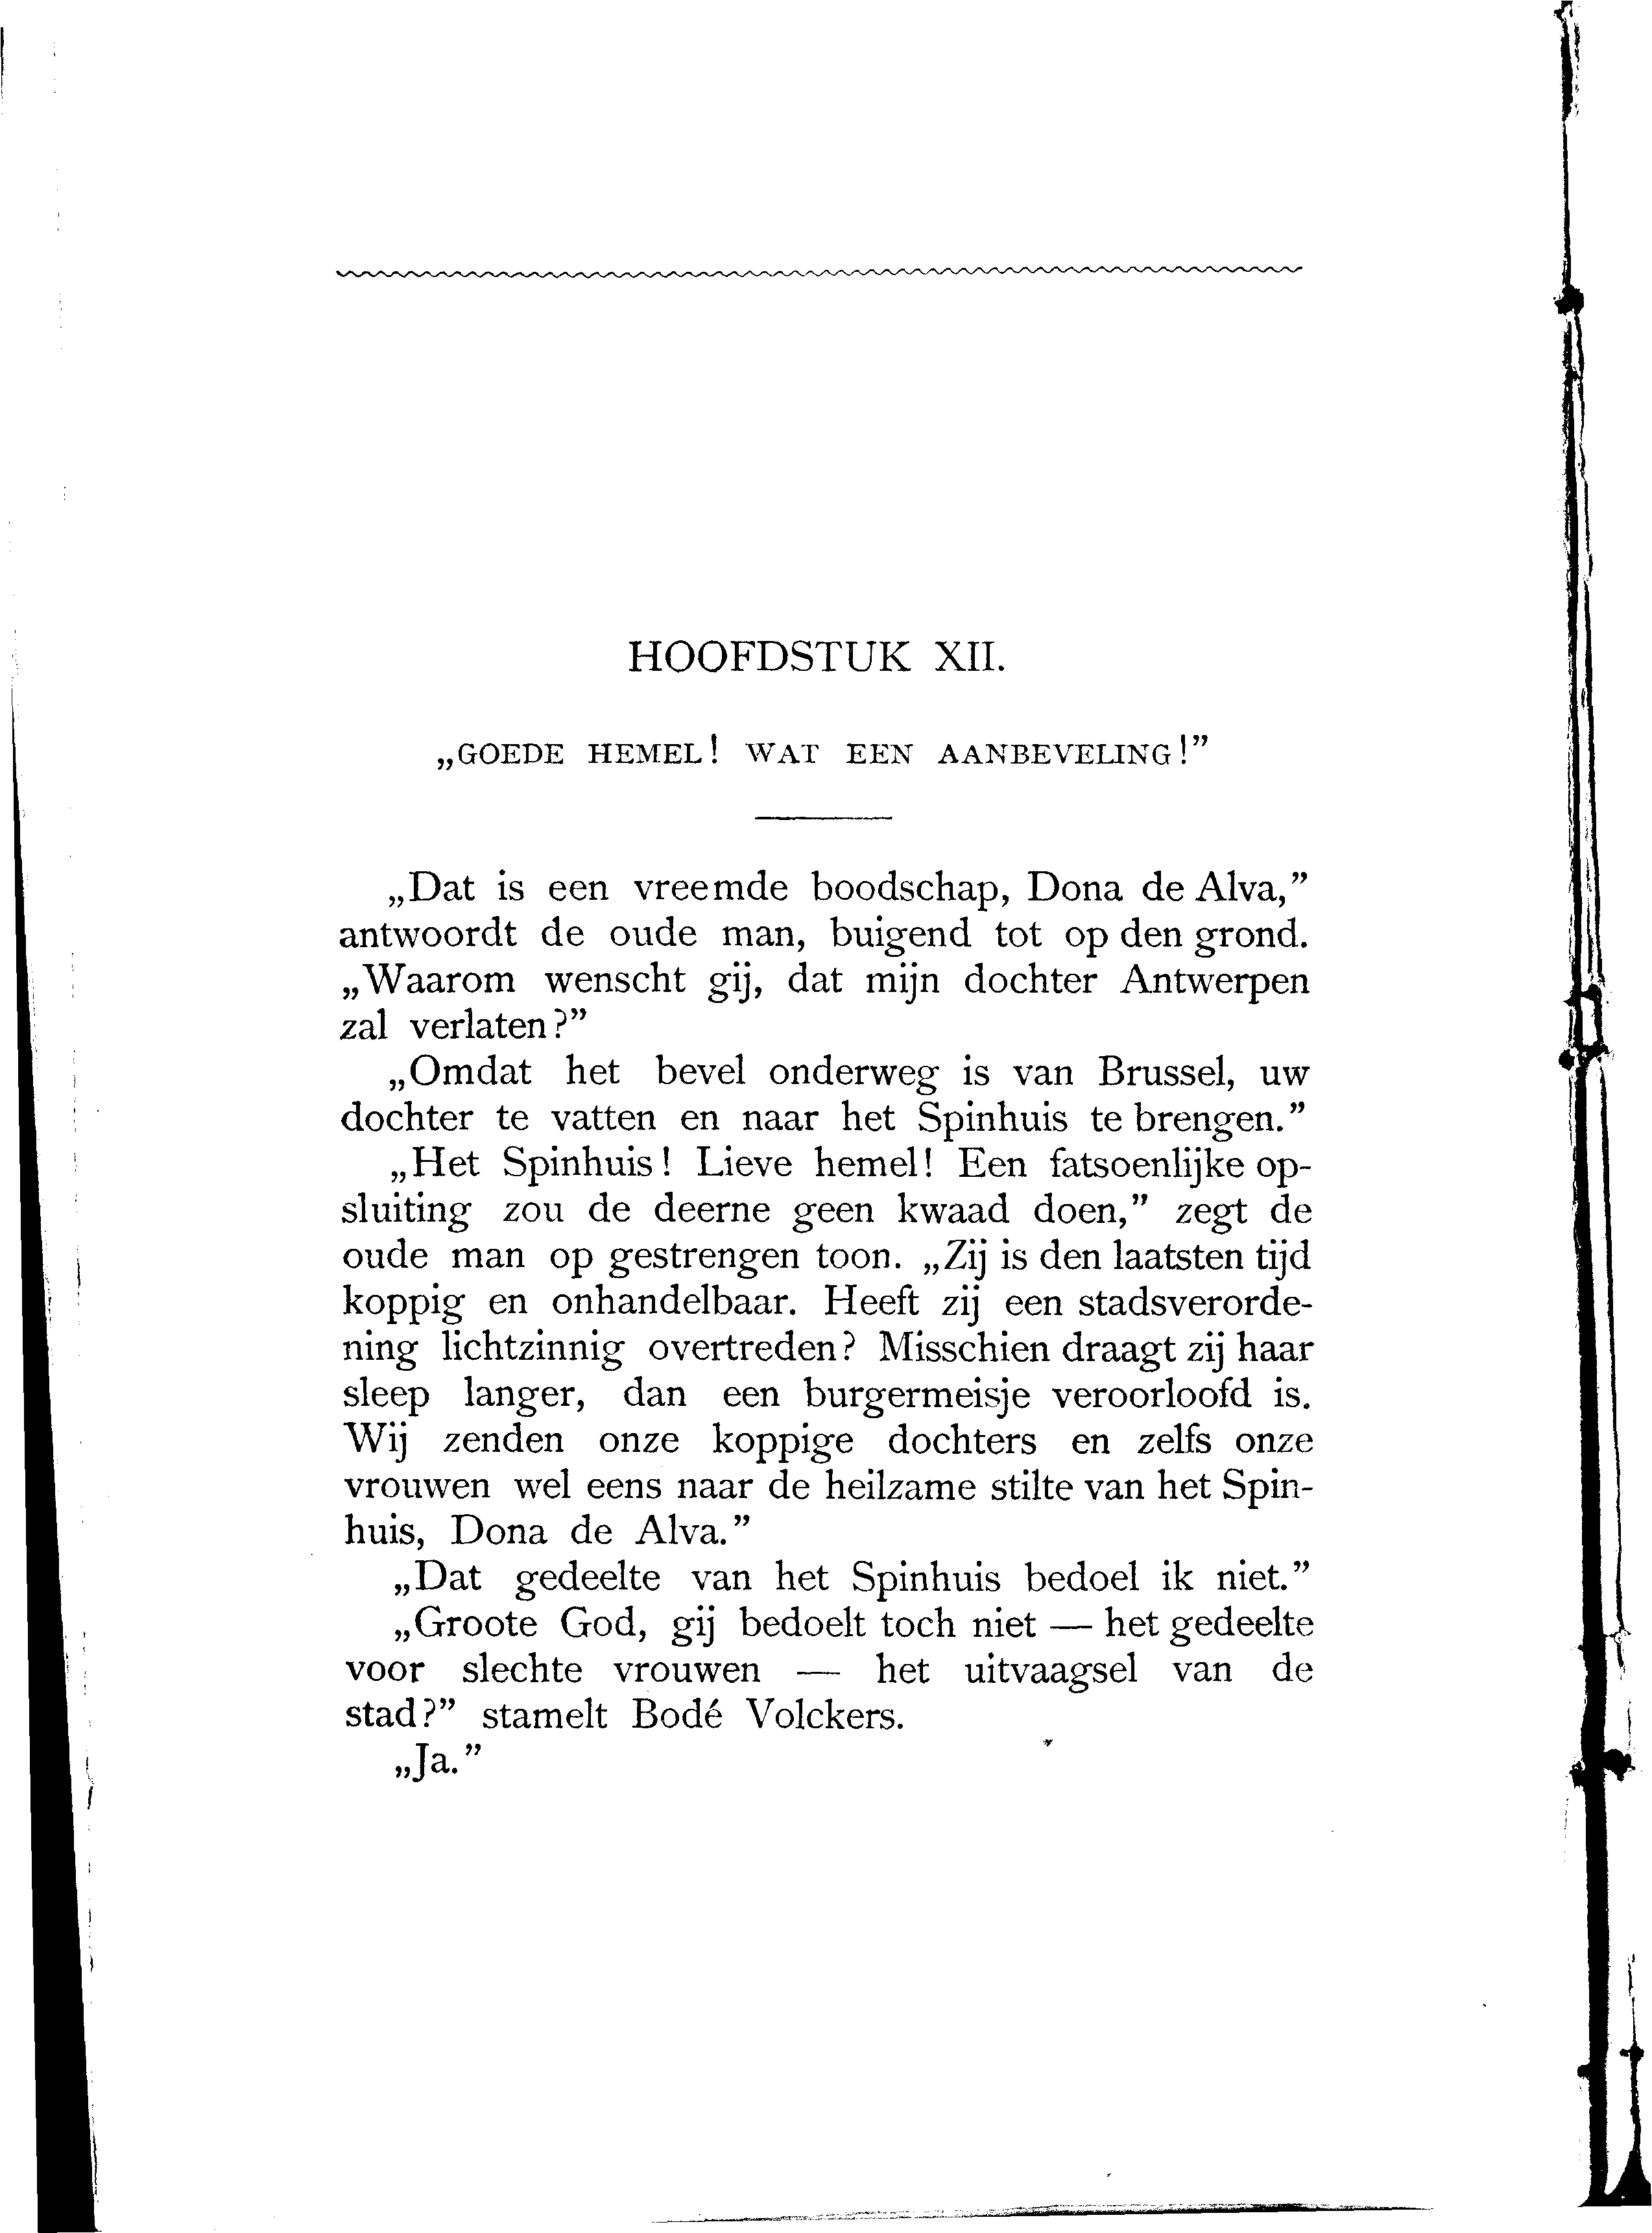 HOOFDSTUK XII.
„GOEDE HEMEL! WAT EEN AANBEVELING!”
„Dat is een vreemde boodschap, Dona de Alva,”
antwoordt de oude man, buigend tot op den grond.
„Waarom wenscht gij, dat mijn dochter Antwerpen
zal verlaten?”
„Omdat het bevel onderweg is van Brussel, uw
dochter te vatten en naar het Spinhuis te brengen.”
„Het Spinhuis! Lieve hemel! Een fatsoenlijke op-
sluiting zou de deerne geen kwaad doen,” zegt de
oude man op gestrengen toon. „Zij is den laatsten tijd
koppig en onhandelbaar. Heeft zij een stadsverorde-
ning lichtzinnig overtreden? Misschien draagt zij haar
sleep langer, dan een burgermeisje veroorloofd is.
Wij zenden onze koppige dochters en zelfs onze
vrouwen wel eens naar de heilzame stilte van het Spin-
huis, Dona de Alva.”
„Dat gedeelte van het Spinhuis bedoel ik niet.”
„Groote God, gij bedoelt toch niet — het gedeelte
voor slechte vrouwen — het uitvaagsel van de
stad?” stamelt Bodé Volckers.
„Ja.”